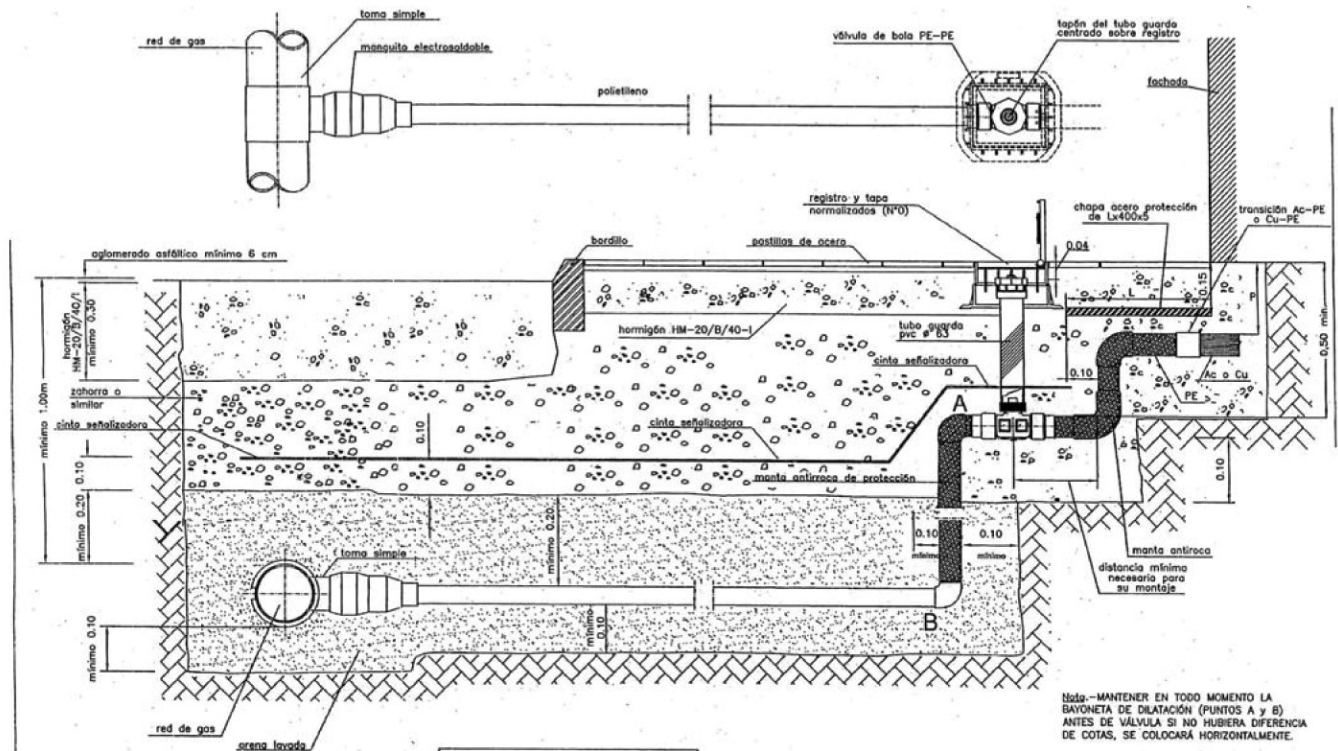 toma simple
red de gas
manguito electrosoldable
polietileno
válvula de bola PE-PE
tapón del tubo guarda
centrado sobre registro
fachada
registro y tapa
normalizados (Nº0)
chapa acero protección
de Lx400x5
transición Ac-PE
o Cu-PE
aglomerado asfáltico mínimo 6 cm
bordillo
pastillas de acero
0.04
mínimo 1.00m
hormigón
HM-20/B/40/I
mínimo 0.30
hormigón HM-20/B/40-I
tubo guarda
pvc ø 63
L
0.15
P
0,50 min.
zahorra o
similar
cinta señalizadora
0.10
Ac o Cu
PE
cinta señalizadora
0.10
cinta señalizadora
A
0.10
manta antiroca de protección
0.10
mínimo 0.20
mínimo 0.20
0.10
mínimo
0.10
mínimo
manta antiroca
distancia mínima
necesaria para
su montaje
toma simple
mínimo 0.10
mínimo
0.10
B
red de gas
arena lavada
Nota.-MANTENER EN TODO MOMENTO LA
BAYONETA DE DILATACIÓN (PUNTOS A y B)
ANTES DE VÁLVULA SI NO HUBIERA DIFERENCIA
DE COTAS, SE COLOCARÁ HORIZONTALMENTE.